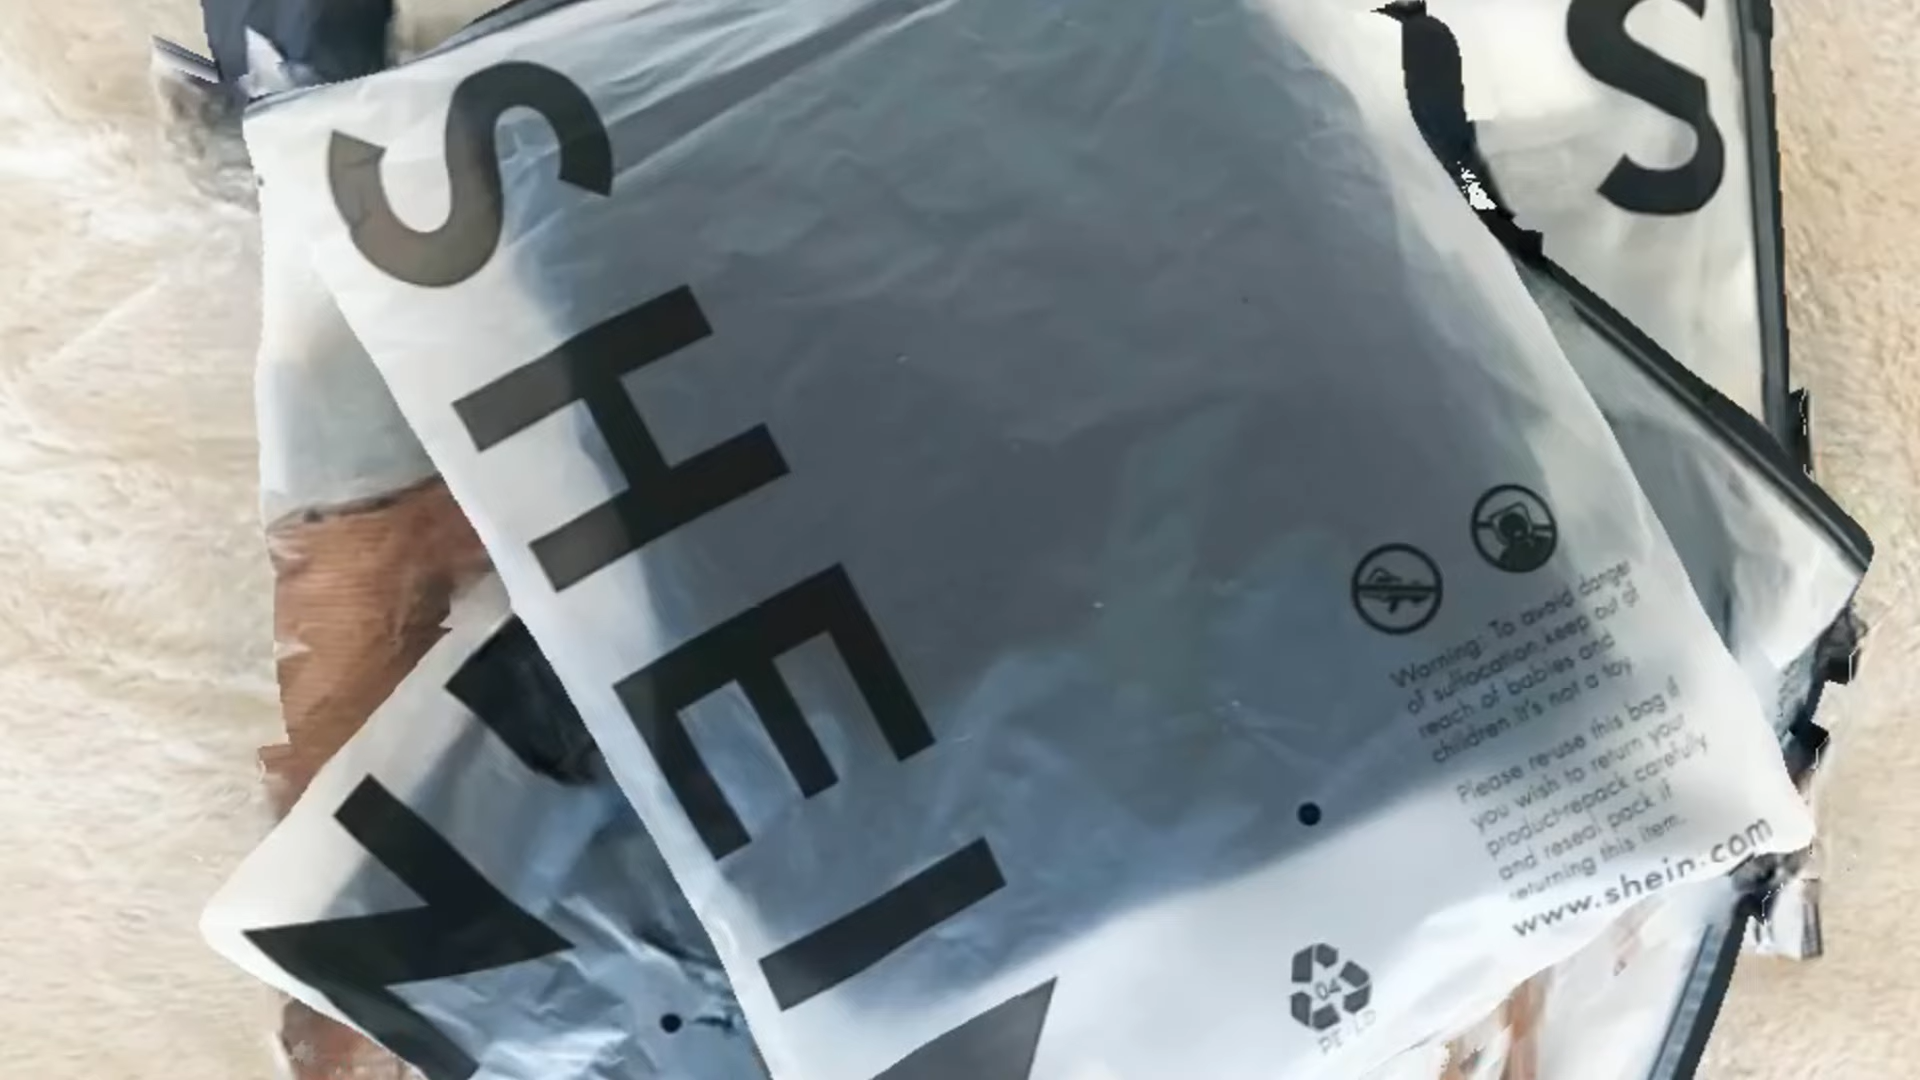 SHEIN
S
N
Warning: To avoid danger
of suffocation, keep out of
reach of babies and
children it's not a toy.
Please re-use this bag if
you wish to return your
product-repack carefully
and reseal pack if
returning this item.
www.shein.com
04
PE-LD